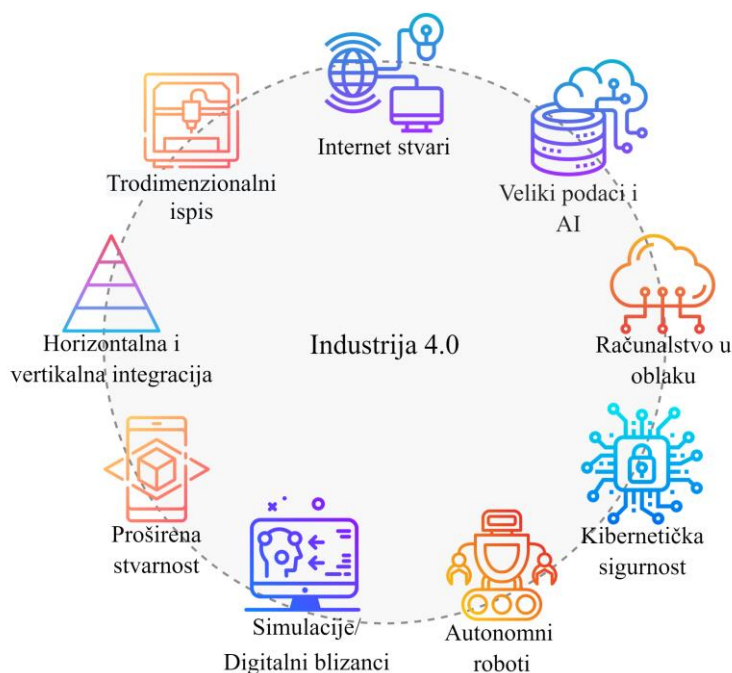 Internet stvari
Veliki podaci i
AI
Računalstvo u
oblaku
Kibernetička
sigurnost
Autonomni
roboti
Simulacije/
Digitalni blizanci
Proširena
stvarnost
Horizontalna i
vertikalna integracija
Trodimenzionalni
ispis
Industrija 4.0